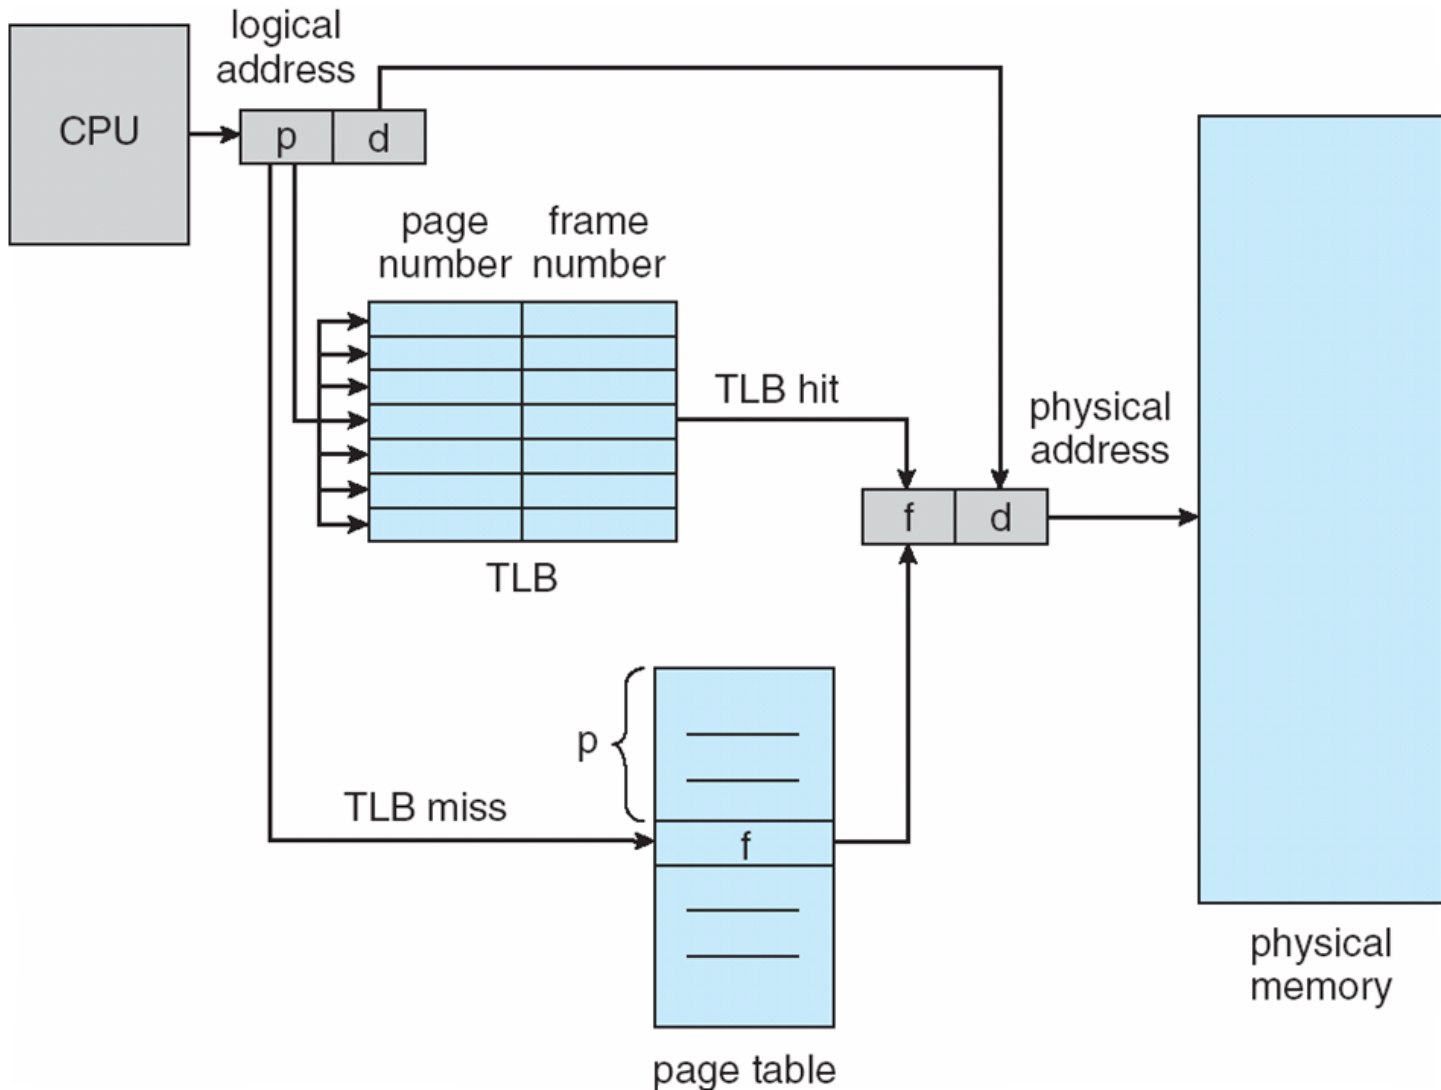 logical
address
CPU
p
d
page
number
frame
number
TLB hit
physical
address
f
d
TLB
p
TLB miss
f
physical
memory
page table